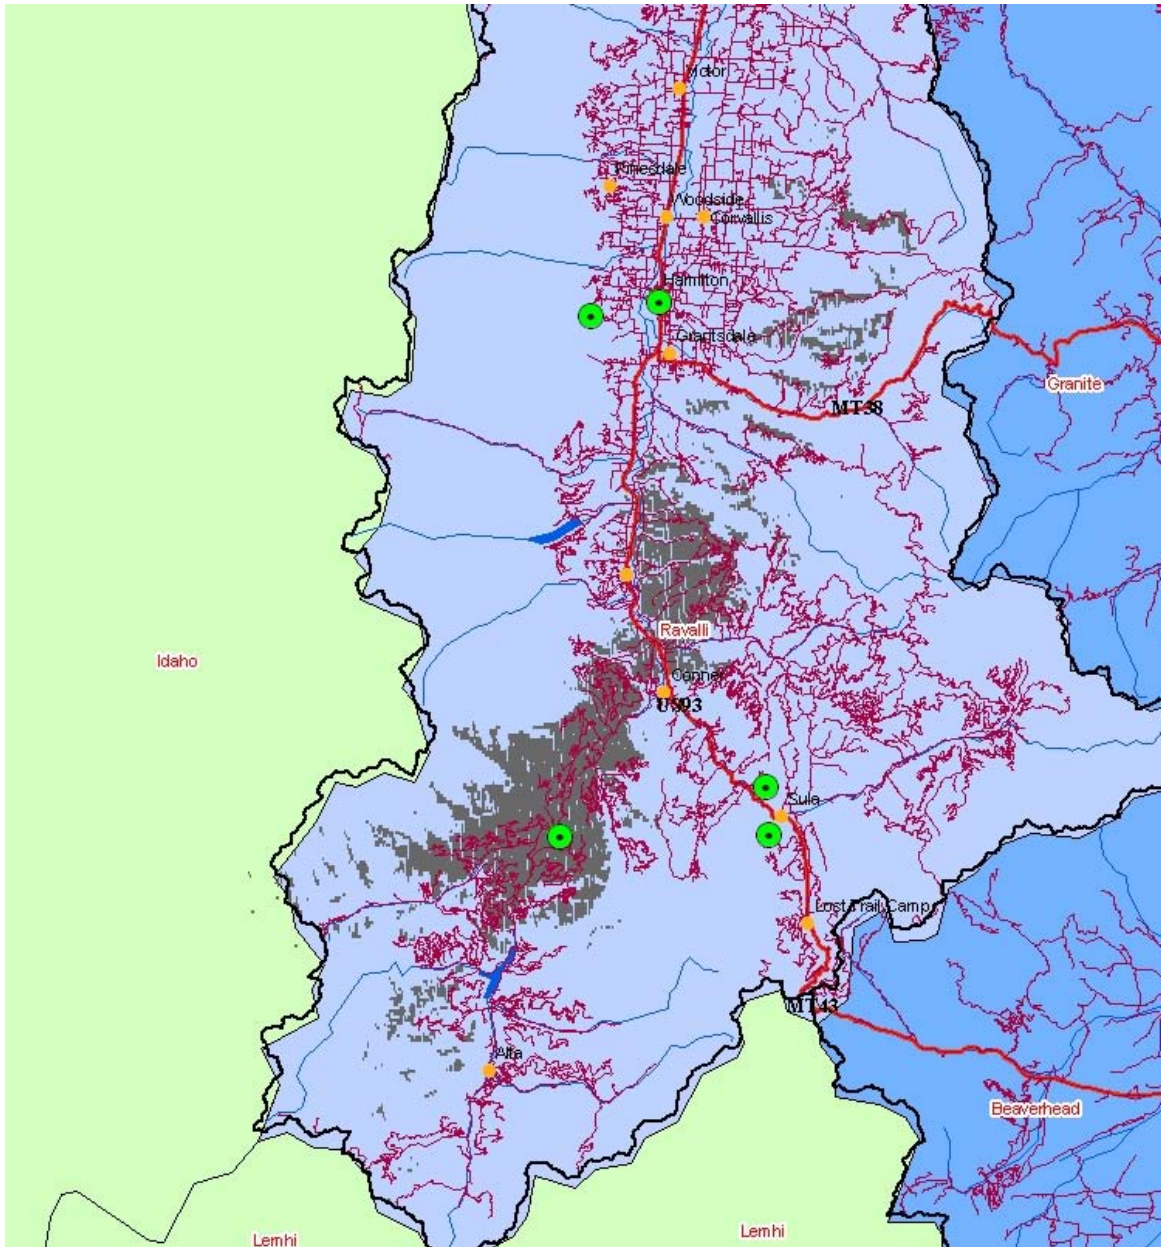 Victor
Pinesdale
Woodside
Corvallis
Hamilton
Grantsdale
Granite
MT38
Ravalli
Idaho
Conner
US93
Sula
Lost Trail Camp
MT43
Alta
Beaverhead
Lemhi
Lemhi